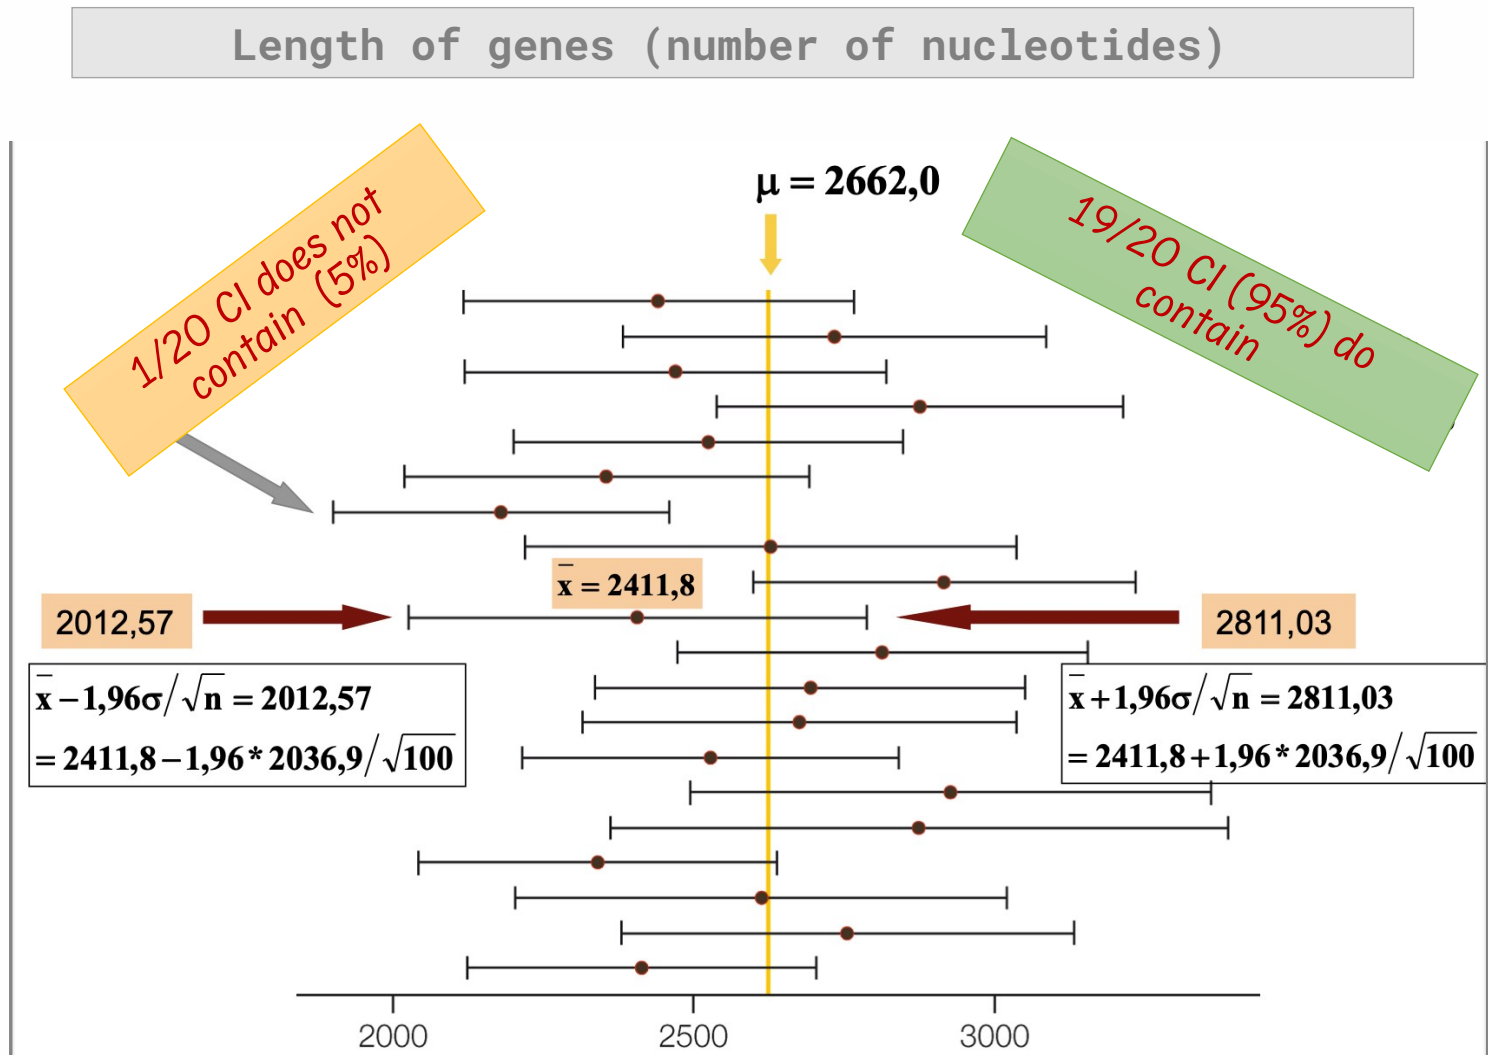 Length of genes (number of nucleotides)
μ = 2662,0
1/20 CI does not
contain (5%)
19/20 CI (95%) do
contain
x̅ = 2411,8
2012,57
2811,03
x̅ − 1,96σ/√n = 2012,57
= 2411,8 − 1,96 * 2036,9/√100
x̅ + 1,96σ/√n = 2811,03
= 2411,8 + 1,96 * 2036,9/√100
2000
2500
3000